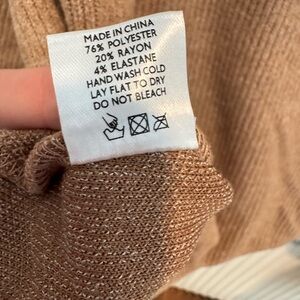 MADE IN CHINA
76% POLYESTER
20% RAYON
4% ELASTANE
HAND WASH COLD
LAY FLAT TO DRY
DO NOT BLEACH